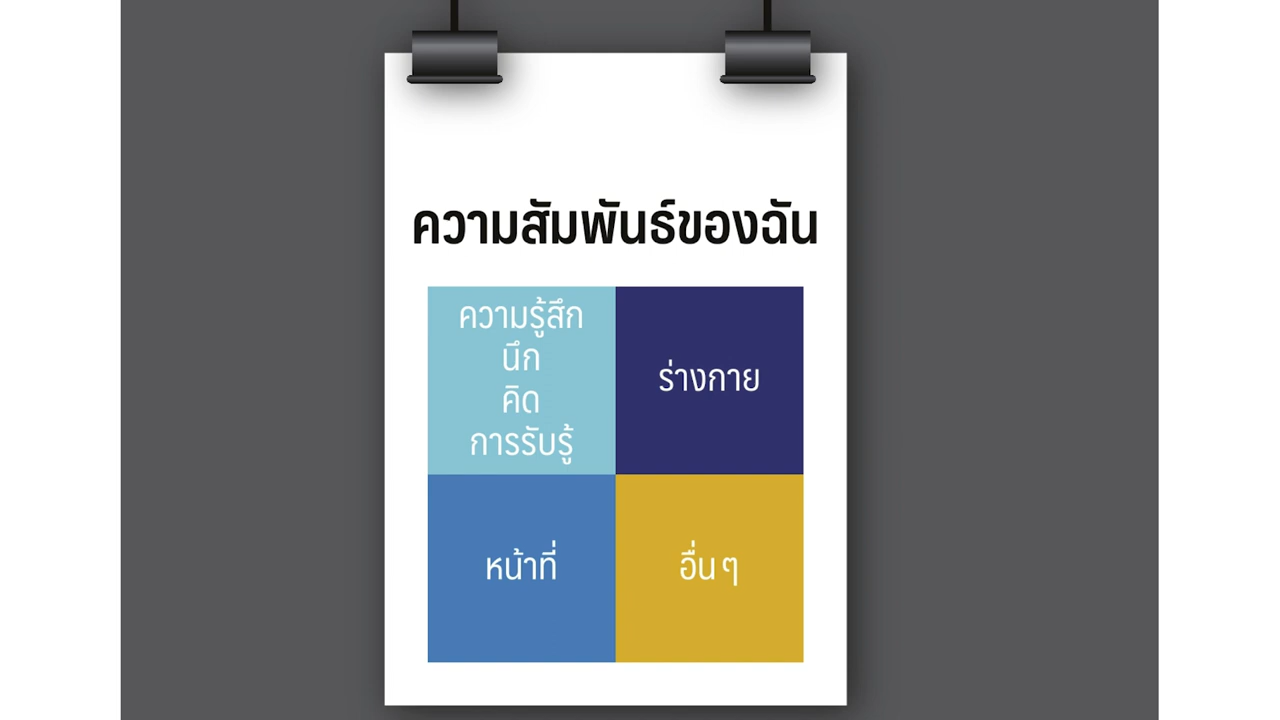 ความสัมพันธ์ของฉัน
ความรู้สึก
นึก
คิด
การรับรู้
ร่างกาย
หน้าที่
อื่น ๆ